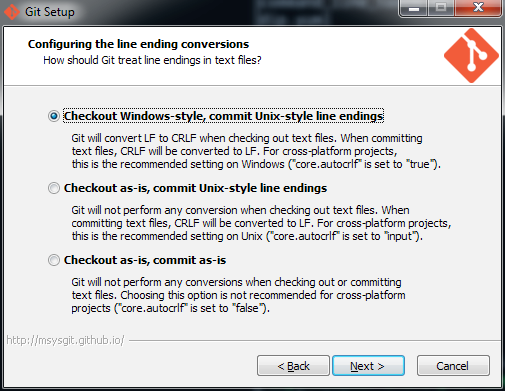 Git Setup
Configuring the line ending conversions
How should Git treat line endings in text files?
Checkout Windows-style, commit Unix-style line endings
Git will convert LF to CRLF when checking out text files. When committing
text files, CRLF will be converted to LF. For cross-platform projects,
this is the recommended setting on Windows ("core.autocrlf" is set to "true").
Checkout as-is, commit Unix-style line endings
Git will not perform any conversion when checking out text files. When
committing text files, CRLF will be converted to LF. For cross-platform projects,
this is the recommended setting on Unix ("core.autocrlf" is set to "input").
Checkout as-is, commit as-is
Git will not perform any conversions when checking out or committing
text files. Choosing this option is not recommended for cross-platform
projects ("core.autocrlf" is set to "false").
http://msysgit.github.io/
< Back Next > Cancel